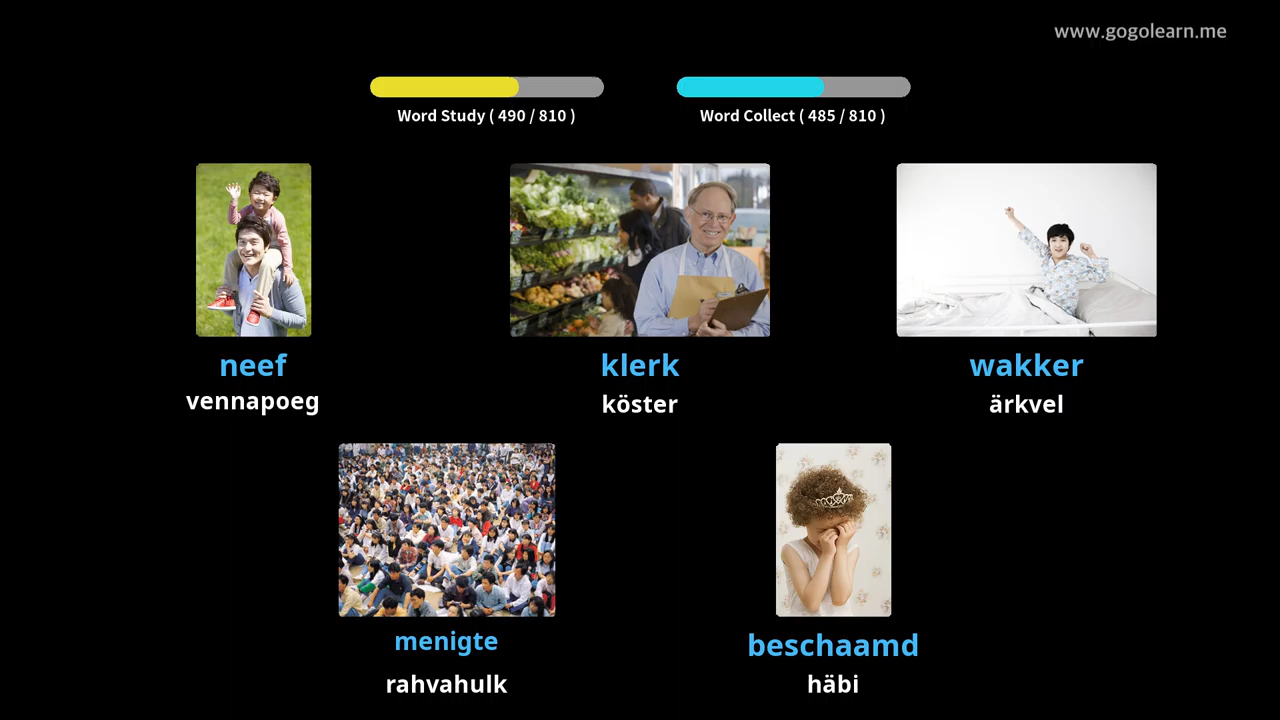 www.gogolearn.me
Word Study ( 490 / 810 )
Word Collect ( 485 / 810 )
neef
vennapoeg
klerk
köster
wakker
ärkvel
menigte
rahvahulk
beschaamd
häbi